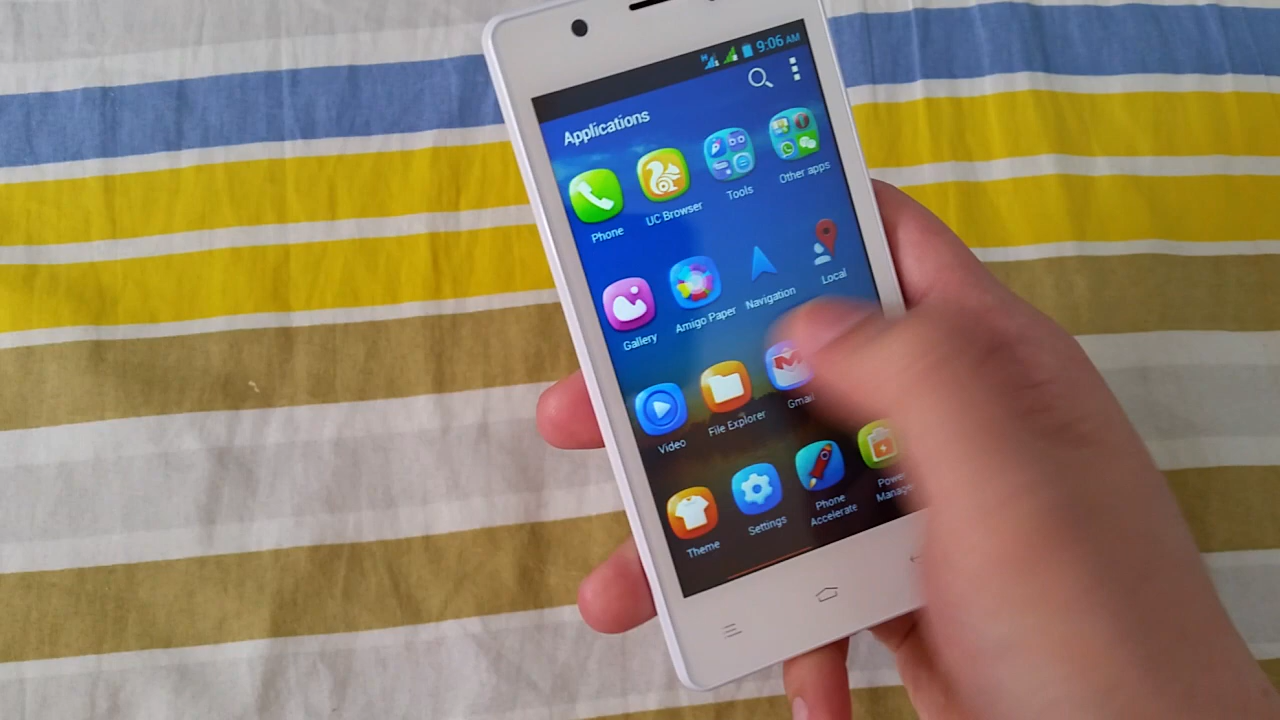 9:06 AM
Applications
Phone
UC Browser
Tools
Other apps
Gallery
Amigo Paper
Navigation
Local
Video
File Explorer
Theme
Settings
Phone
Accelerate